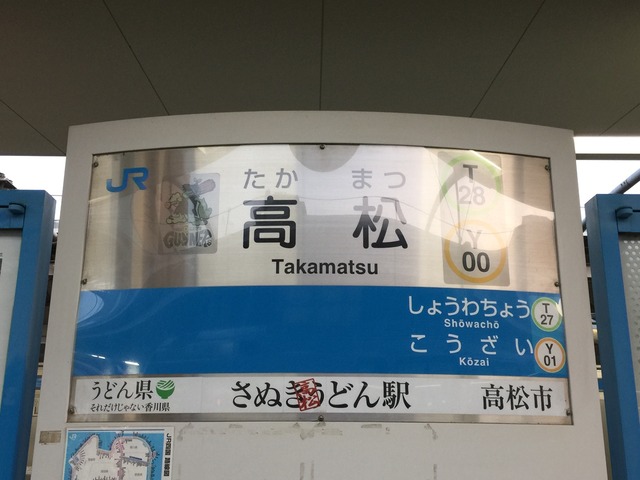 JR
たか まつ
高 松
Takamatsu
T
28
Y
00
しょうわちょう
Shōwachō
T
27
こうざい
Kōzai
Y
01
うどん県
それだけじゃない香川県
さぬきうどん駅
高松市
JR